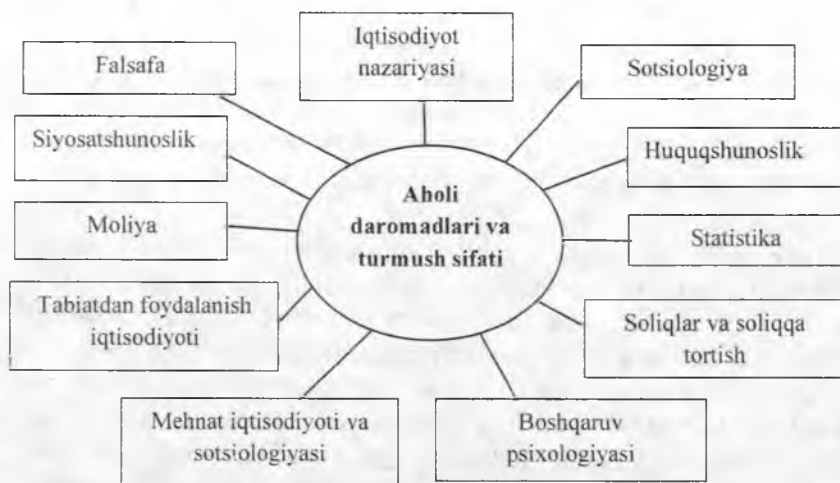 Iqtisodiyot
nazariyasi
Falsafa
Sotsiologiya
Siyosatshunoslik
Huquqshunoslik
Aholi
daromadlari va
turmush sifati
Moliya
Statistika
Tabiatdan foydalanish
iqtisodiyoti
Soliqlar va soliqqa
tortish
Mehnat iqtisodiyoti va
sotsiologiyasi
Boshqaruv
psixologiyasi